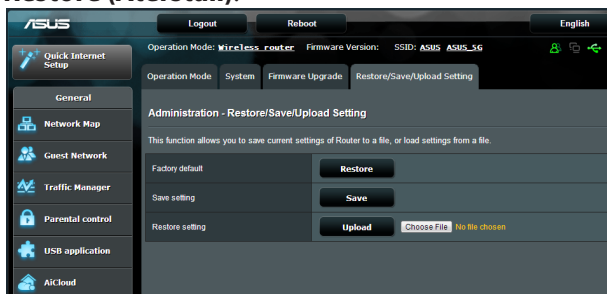 ASUS Logout Reboot English
Quick Internet Setup
Operation Mode: Wireless router Firmware Version: SSID: ASUS ASUS_5G
Operation Mode System Firmware Upgrade Restore/Save/Upload Setting
General
Administration - Restore/Save/Upload Setting
Network Map
This function allows you to save current settings of Router to a file, or load settings from a file.
Guest Network
Factory default Restore
Traffic Manager
Save setting Save
Parental control
Restore setting Upload Choose File No file chosen
USB application
AiCloud